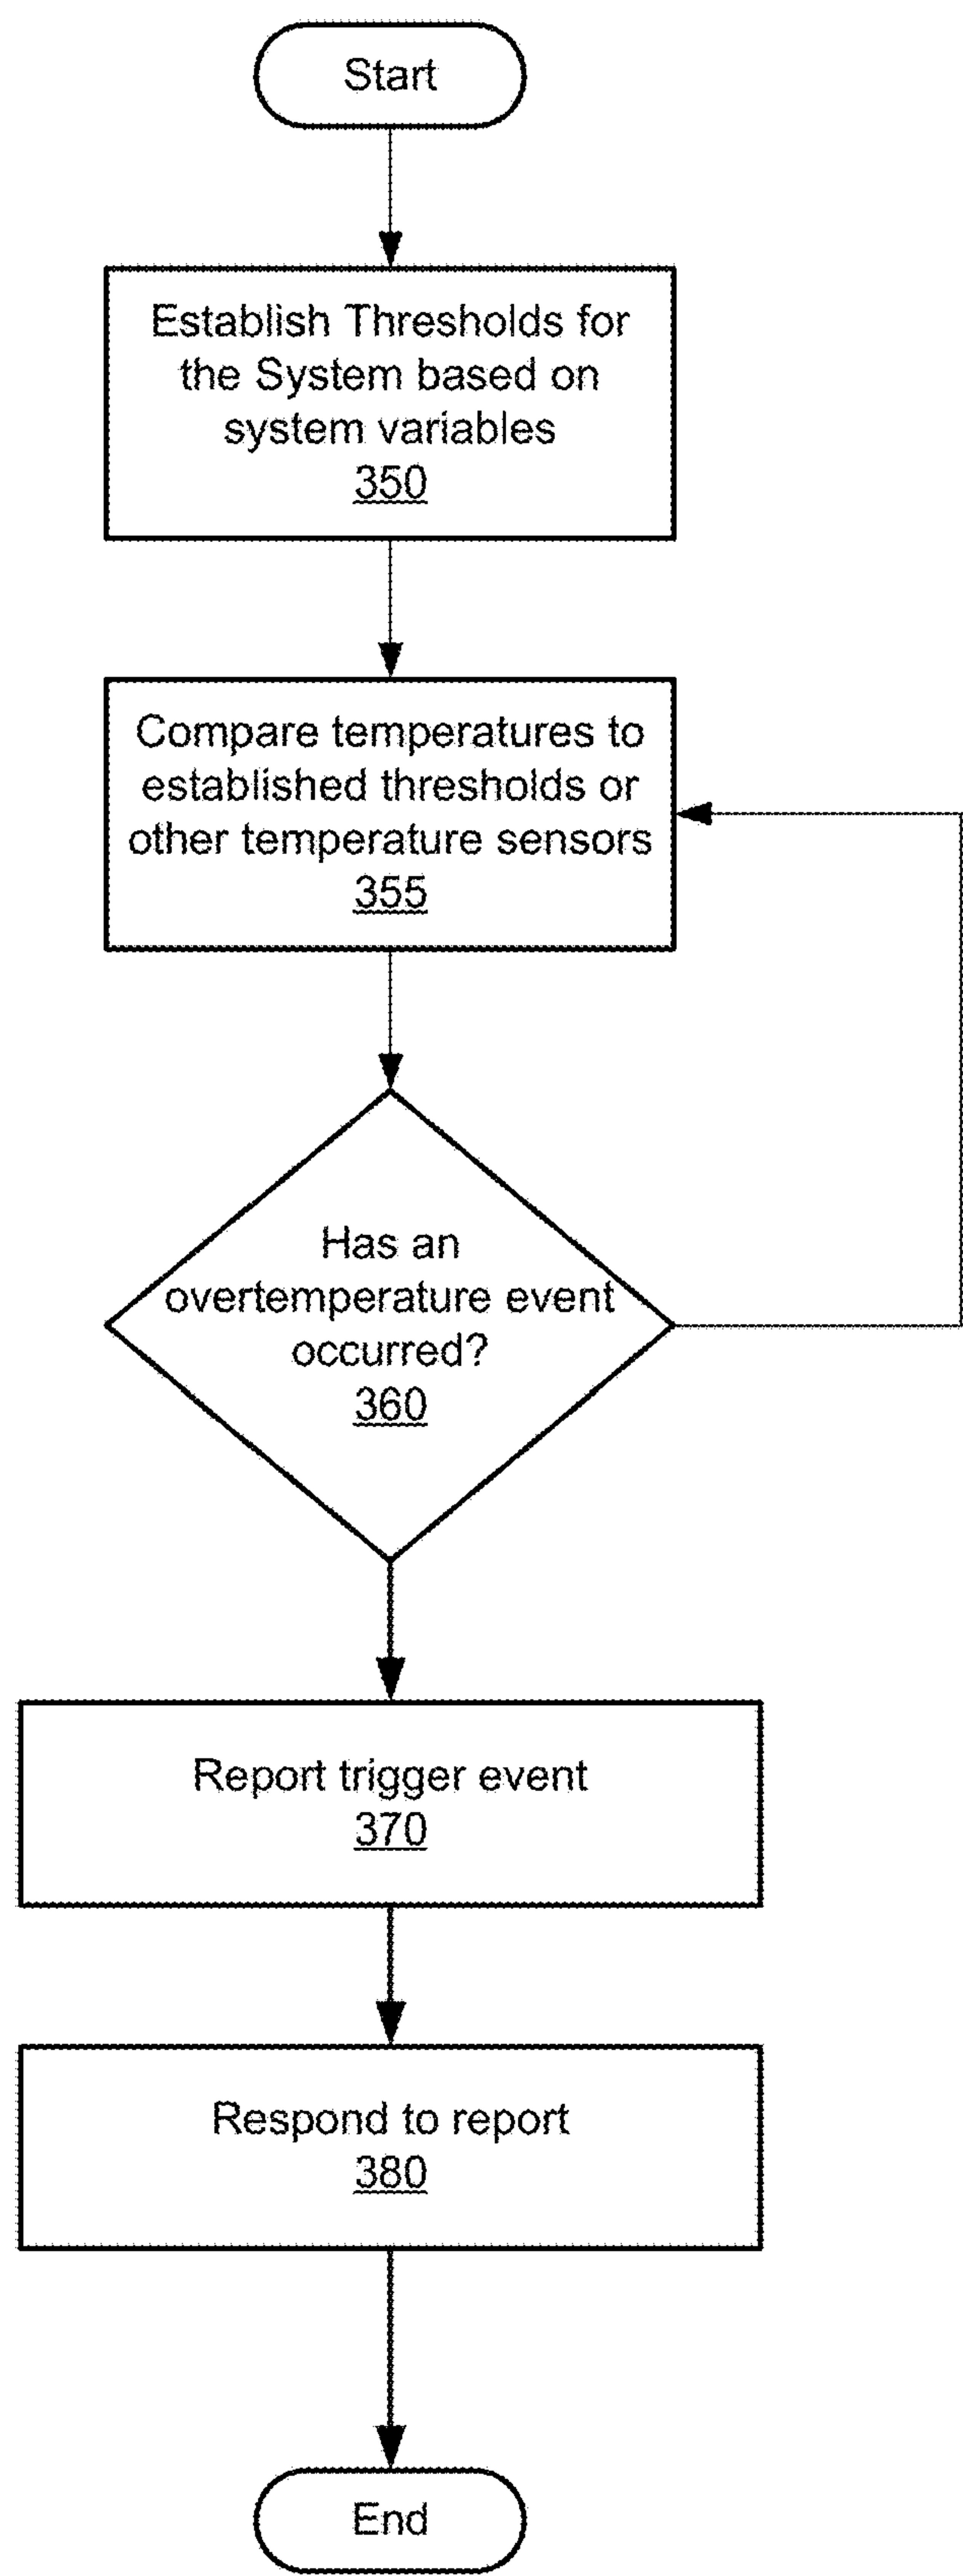 Start
Establish Thresholds for
the System based on
system variables
350
Compare temperatures to
established thresholds or
other temperature sensors
355
Has an
overtemperature event
occurred?
360
Report trigger event
370
Respond to report
380
End